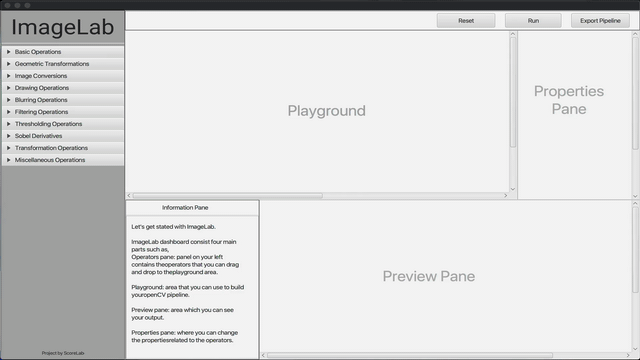 ImageLab
Reset
Run
Export Pipeline
Basic Operations
Geometric Transformations
Image Conversions
Drawing Operations
Blurring Operations
Filtering Operations
Thresholding Operations
Sobel Derivatives
Transformation Operations
Miscellaneous Operations
Playground
Properties
Pane
Information Pane
Let's get stated with ImageLab.
ImageLab dashboard consist four main
parts such as,
Operators pane: panel on your left
contains theoperators that you can drag
and drop to theplayground area.
Playground: area that you can use to build
youropenCV pipeline.
Preview pane: area which you can see
your output.
Properties pane: where you can change
the propertiesrelated to the operators.
Preview Pane
Project by ScoreLab